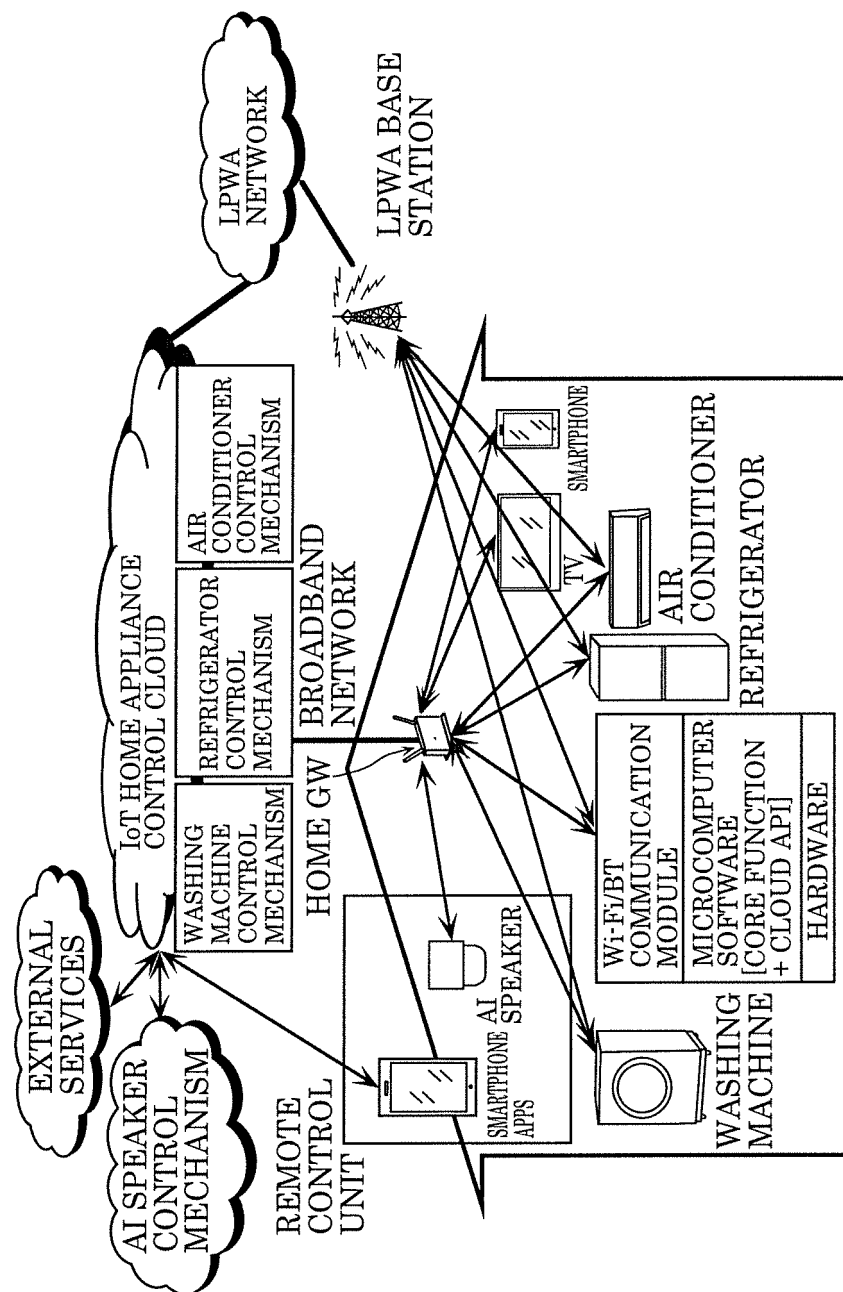 EXTERNAL
SERVICES
AI SPEAKER
CONTROL
MECHANISM
IoT HOME APPLIANCE
CONTROL CLOUD
WASHING
MACHINE
CONTROL
MECHANISM
REFRIGERATOR
CONTROL
MECHANISM
AIR
CONDITIONER
CONTROL
MECHANISM
LPWA
NETWORK
LPWA BASE
STATION
BROADBAND
NETWORK
HOME GW
REMOTE
CONTROL
UNIT
SMARTPHONE
APPS
AI
SPEAKER
TV
SMARTPHONE
WASHING
MACHINE
Wi-Fi/BT
COMMUNICATION
MODULE
MICROCOMPUTER
SOFTWARE
[CORE FUNCTION
+ CLOUD API]
HARDWARE
REFRIGERATOR
AIR
CONDITIONER